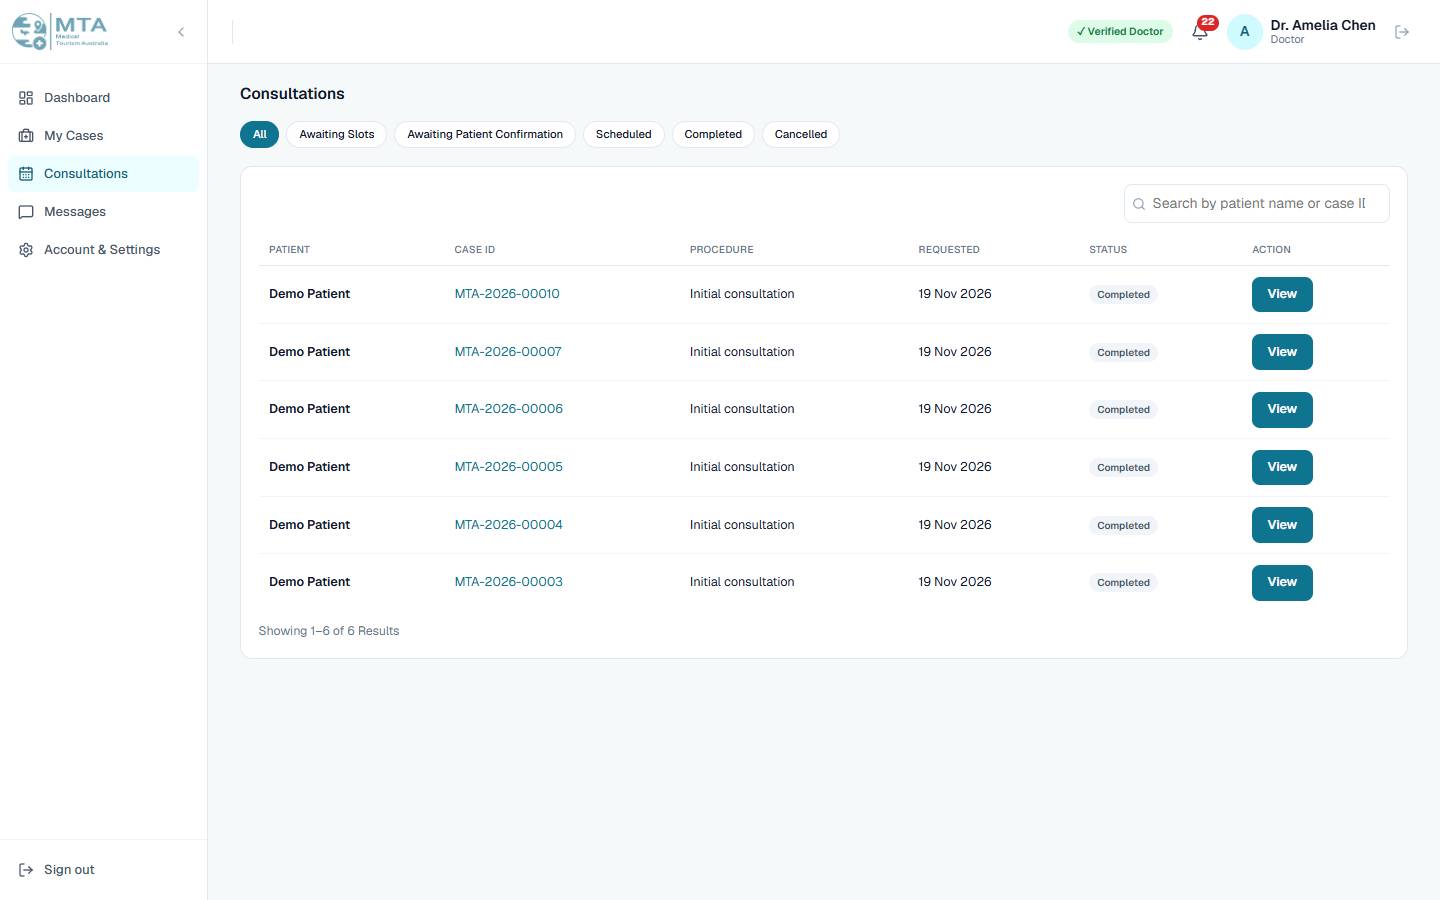 MTA
Medical
Tourism Australia
✓ Verified Doctor
22
A
Dr. Amelia Chen
Doctor
Dashboard
My Cases
Consultations
Messages
Account & Settings
Sign out
Consultations
All
Awaiting Slots
Awaiting Patient Confirmation
Scheduled
Completed
Cancelled
Search by patient name or case ID
PATIENT CASE ID PROCEDURE REQUESTED STATUS ACTION
Demo Patient MTA-2026-00010 Initial consultation 19 Nov 2026 Completed View
Demo Patient MTA-2026-00007 Initial consultation 19 Nov 2026 Completed View
Demo Patient MTA-2026-00006 Initial consultation 19 Nov 2026 Completed View
Demo Patient MTA-2026-00005 Initial consultation 19 Nov 2026 Completed View
Demo Patient MTA-2026-00004 Initial consultation 19 Nov 2026 Completed View
Demo Patient MTA-2026-00003 Initial consultation 19 Nov 2026 Completed View
Showing 1–6 of 6 Results